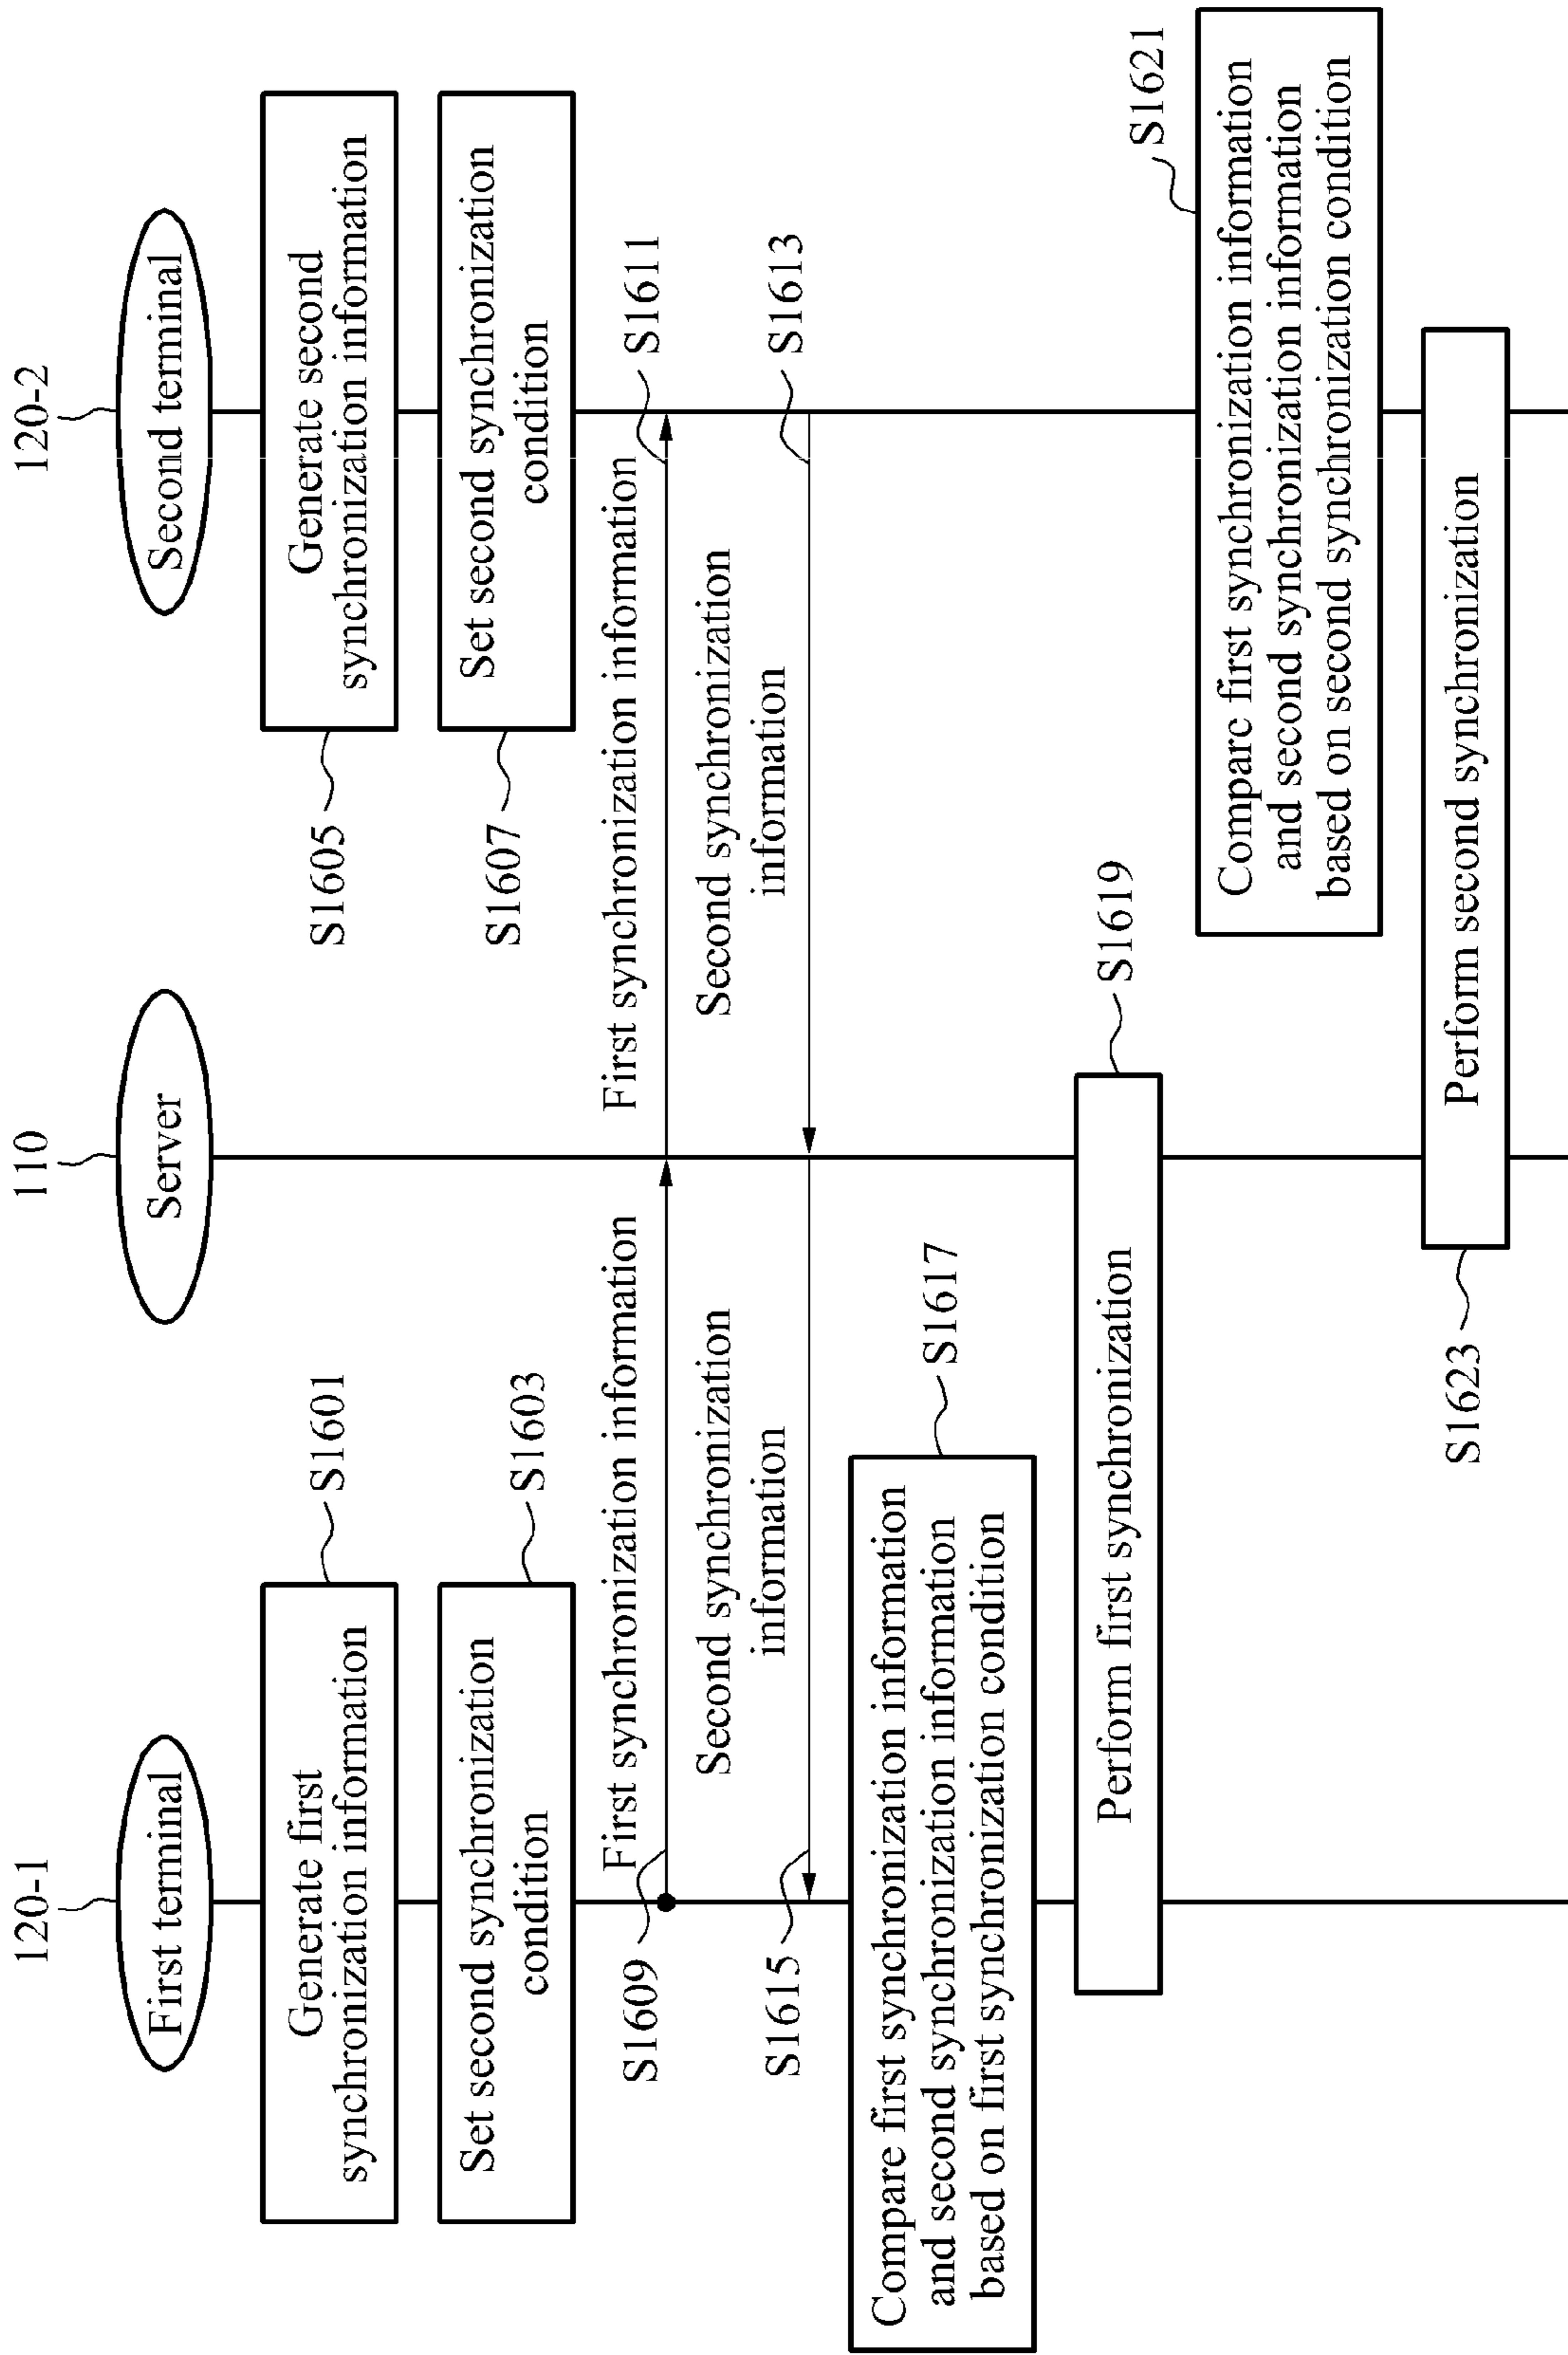 120-1
110
120-2
First terminal
Server
Second terminal
Generate first
synchronization information
S1601
S1605
Generate second
synchronization information
Set second synchronization
condition
S1603
S1607
Set second synchronization
condition
First synchronization information
First synchronization information
S1609
S1611
Second synchronization
information
Second synchronization
information
S1615
S1613
Compare first synchronization information
and second synchronization information
based on first synchronization condition
S1617
Perform first synchronization
S1619
S1621
Compare first synchronization information
and second synchronization information
based on second synchronization condition
S1623
Perform second synchronization